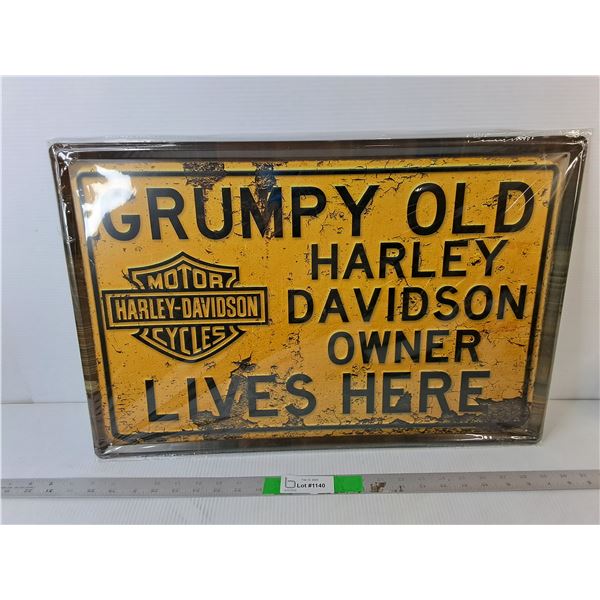 GRUMPY OLD
MOTOR
HARLEY-DAVIDSON
CYCLES
HARLEY
DAVIDSON
OWNER
LIVES HERE
Lot #1140